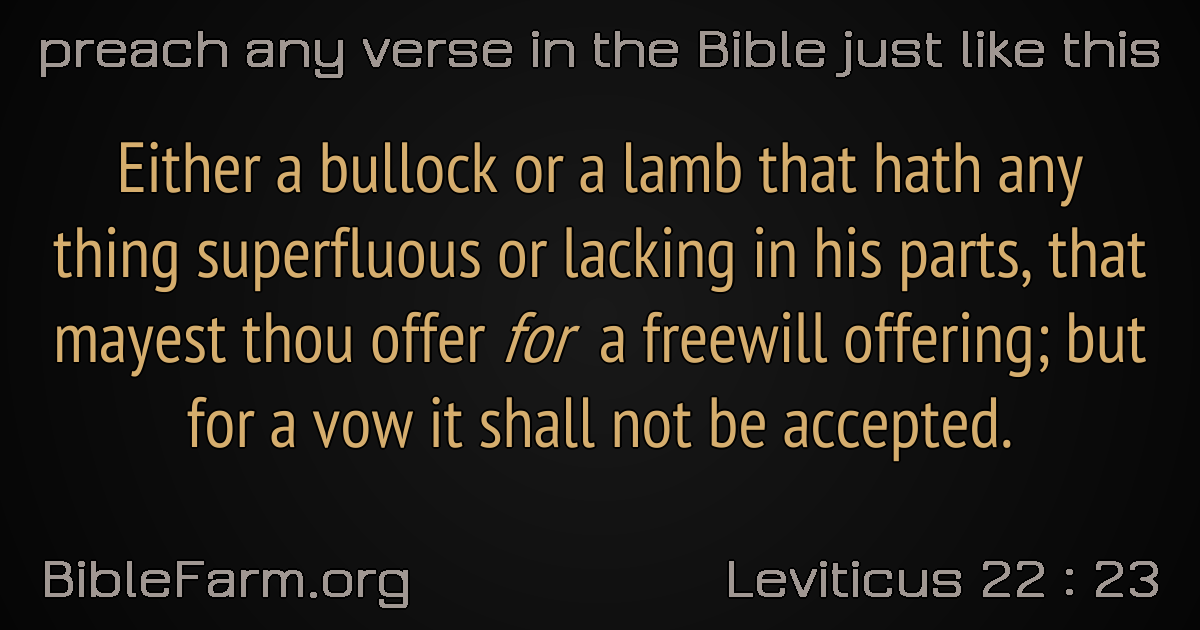 preach any verse in the Bible just like this
Either a bullock or a lamb that hath any
thing superfluous or lacking in his parts, that
mayest thou offer for a freewill offering; but
for a vow it shall not be accepted.
BibleFarm.org
Leviticus 22 : 23